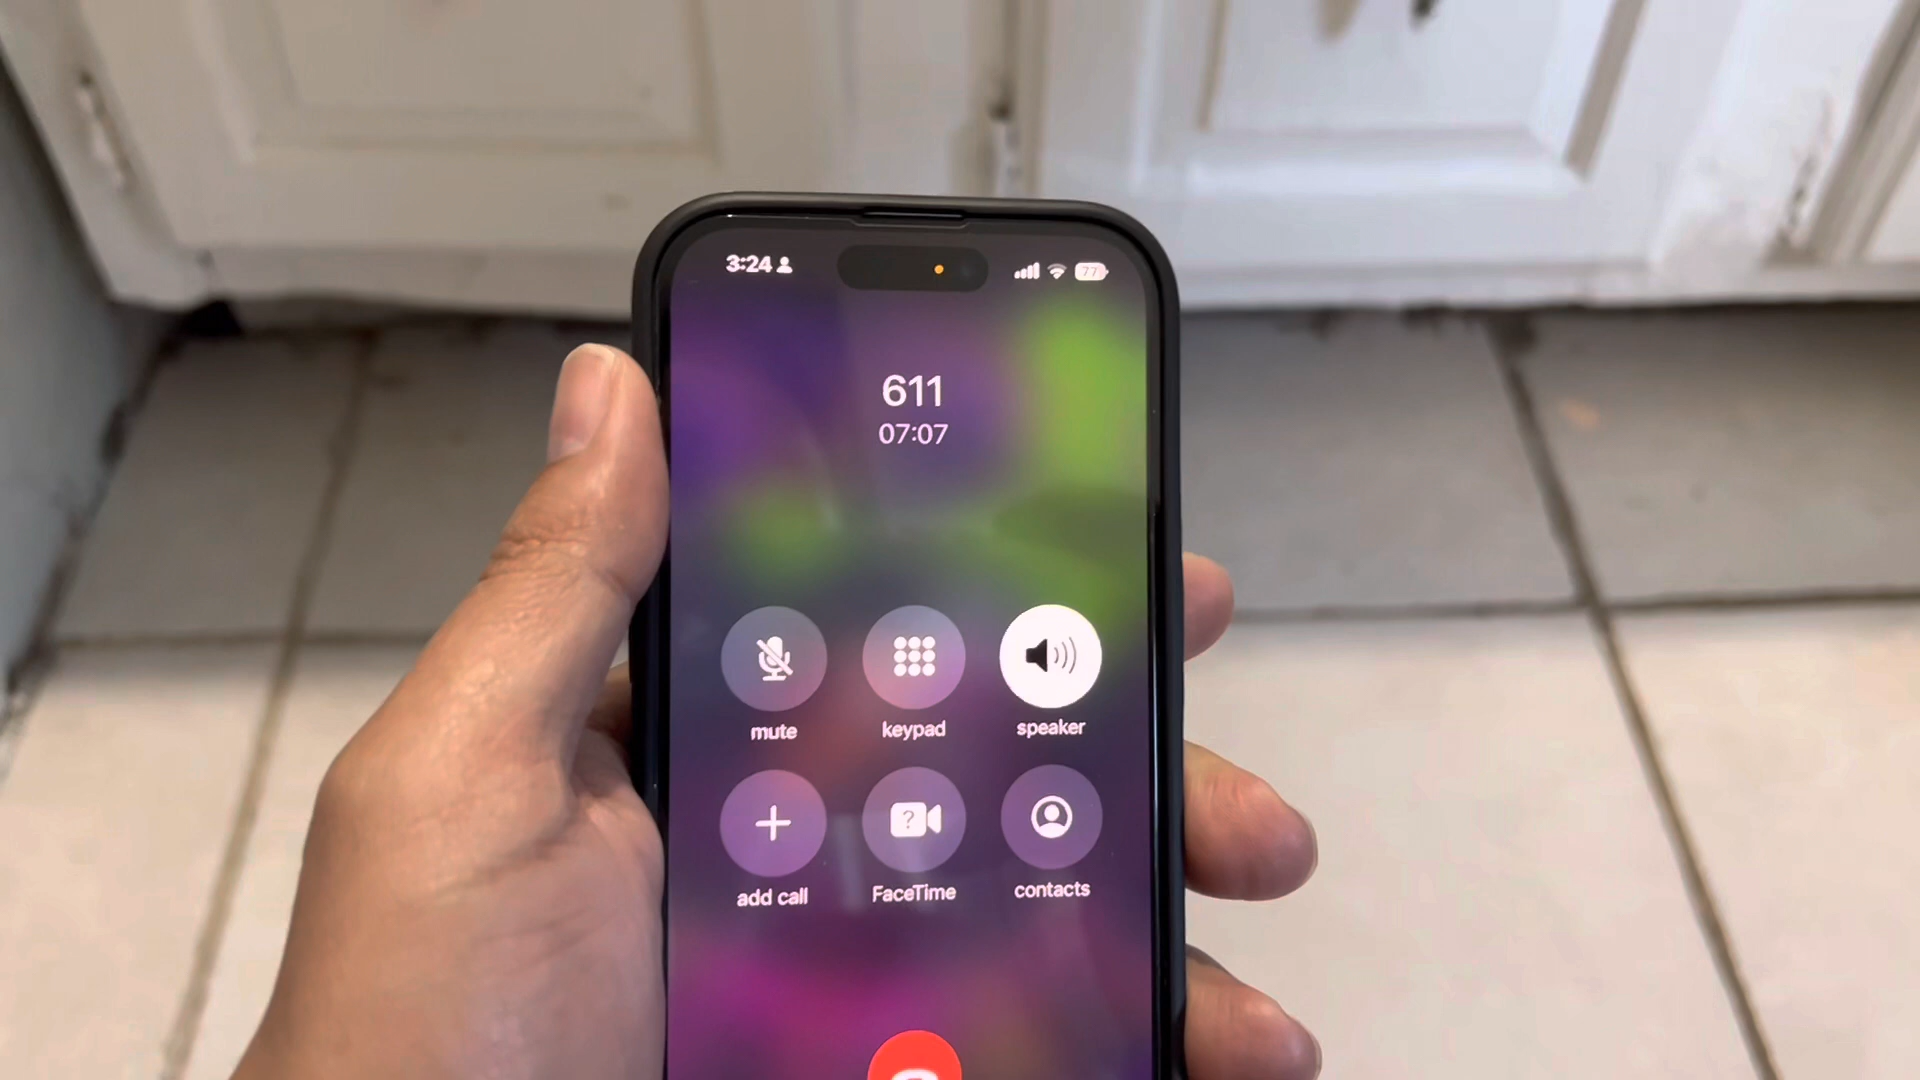 3:24
77
611
07:07
mute
keypad
speaker
?
add call
FaceTime
contacts